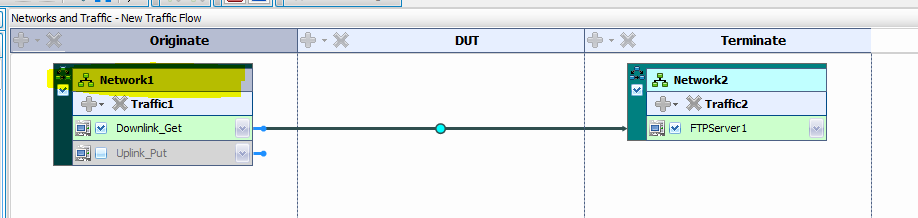 Networks and Traffic - New Traffic Flow
Originate
DUT
Terminate
Network1
Network2
Traffic1
Traffic2
Downlink_Get
FTPServer1
Uplink_Put